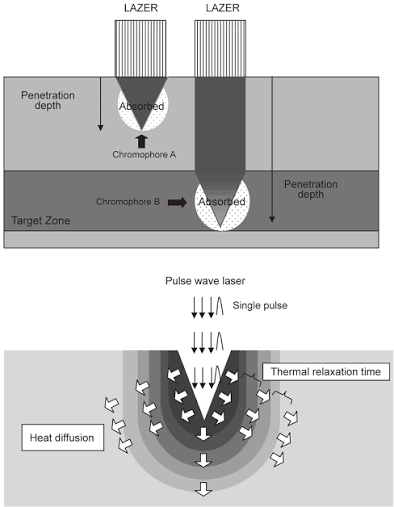 LAZER
LAZER
Penetration
depth
Absorbed
Chromophore A
Chromophore B
Absorbed
Penetration
depth
Target Zone
Pulse wave laser
Single pulse
Thermal relaxation time
Heat diffusion